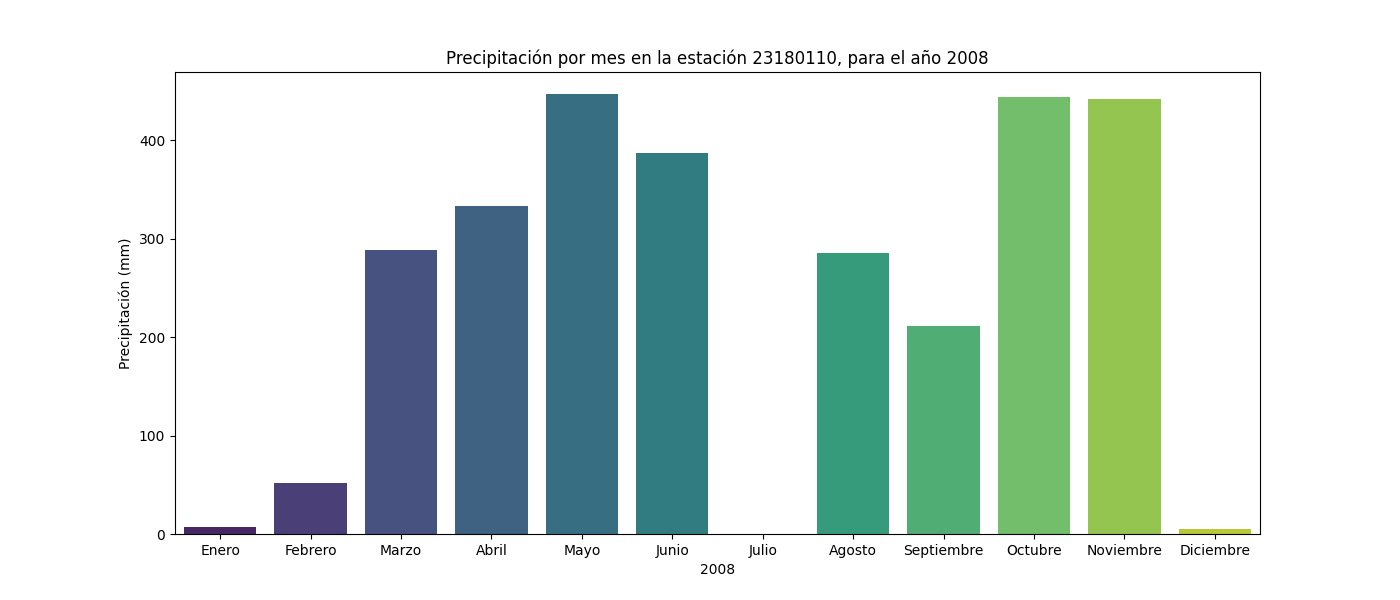 Precipitación por mes en la estación 23180110, para el año 2008
Precipitación (mm)
400
300
200
100
0
Enero Febrero Marzo Abril Mayo Junio Julio Agosto Septiembre Octubre Noviembre Diciembre
2008